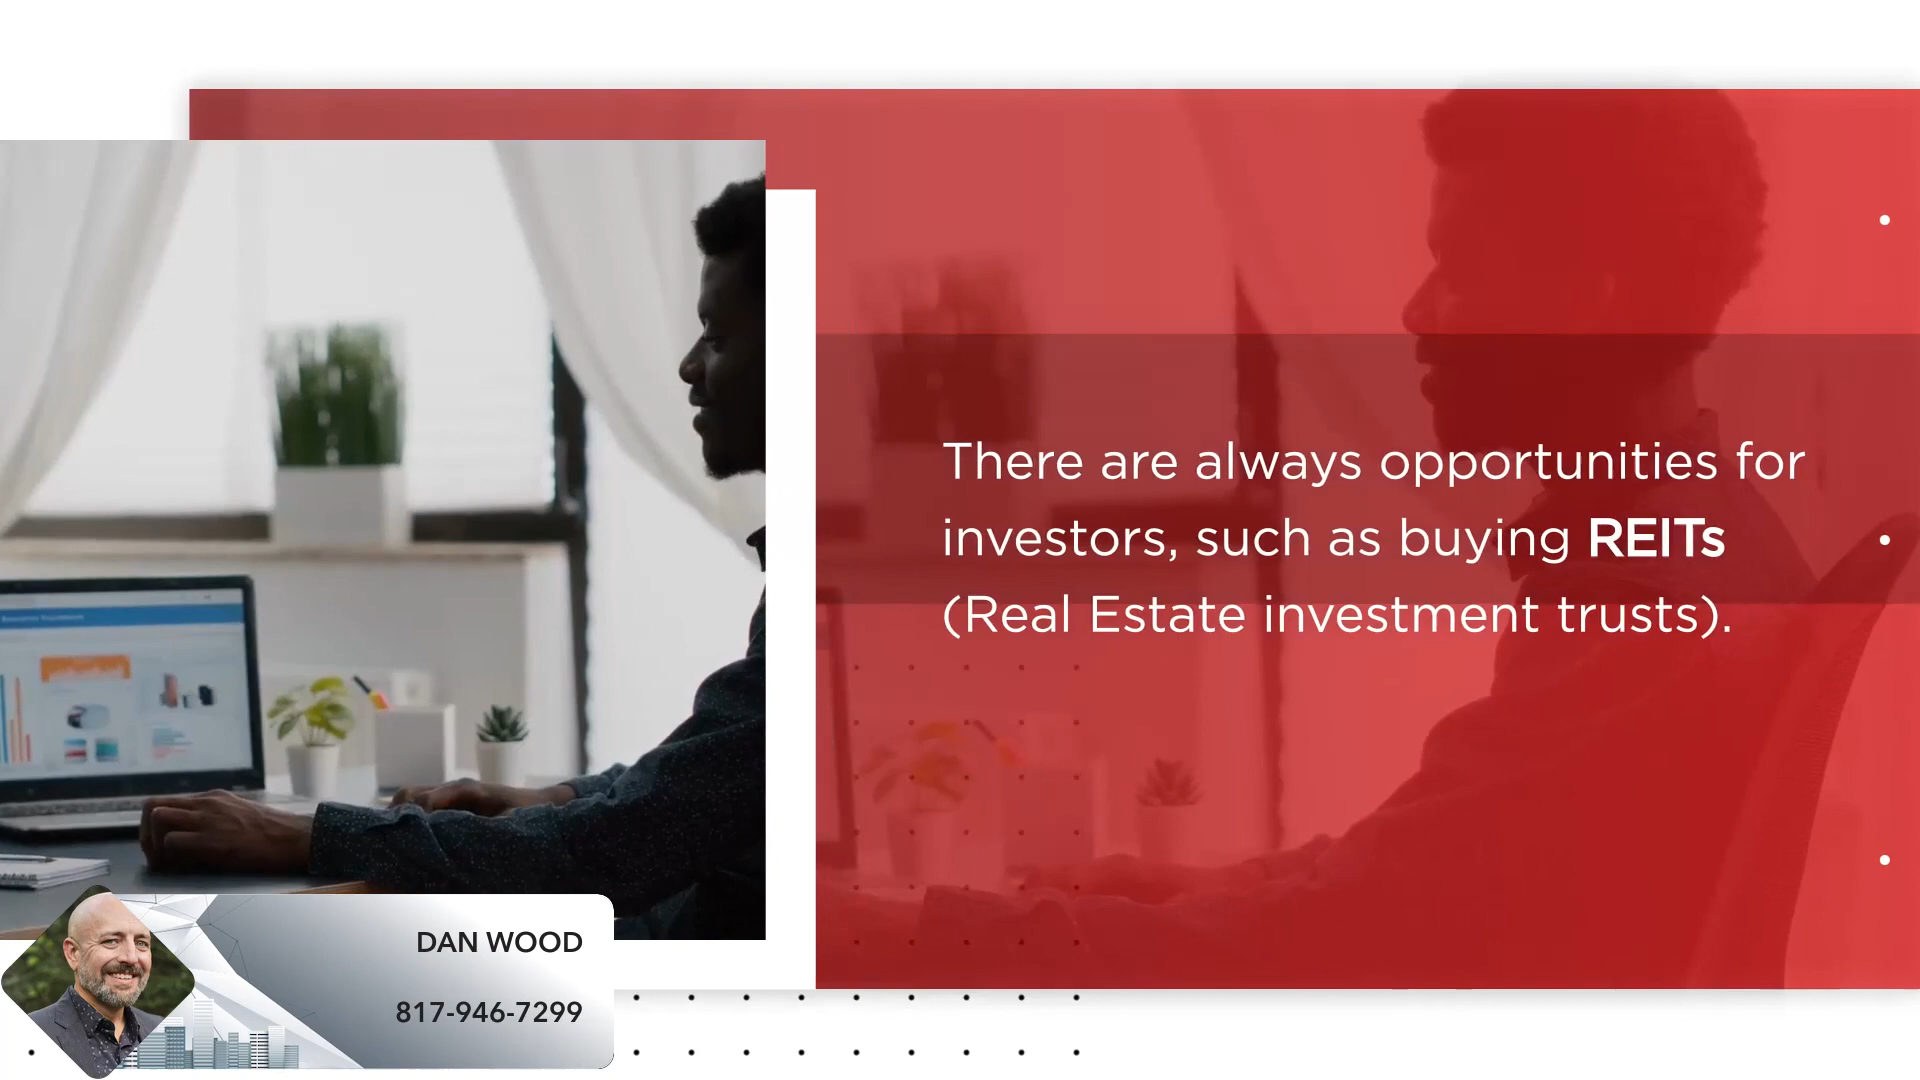 There are always opportunities for
investors, such as buying REITs
(Real Estate investment trusts).
DAN WOOD
817-946-7299